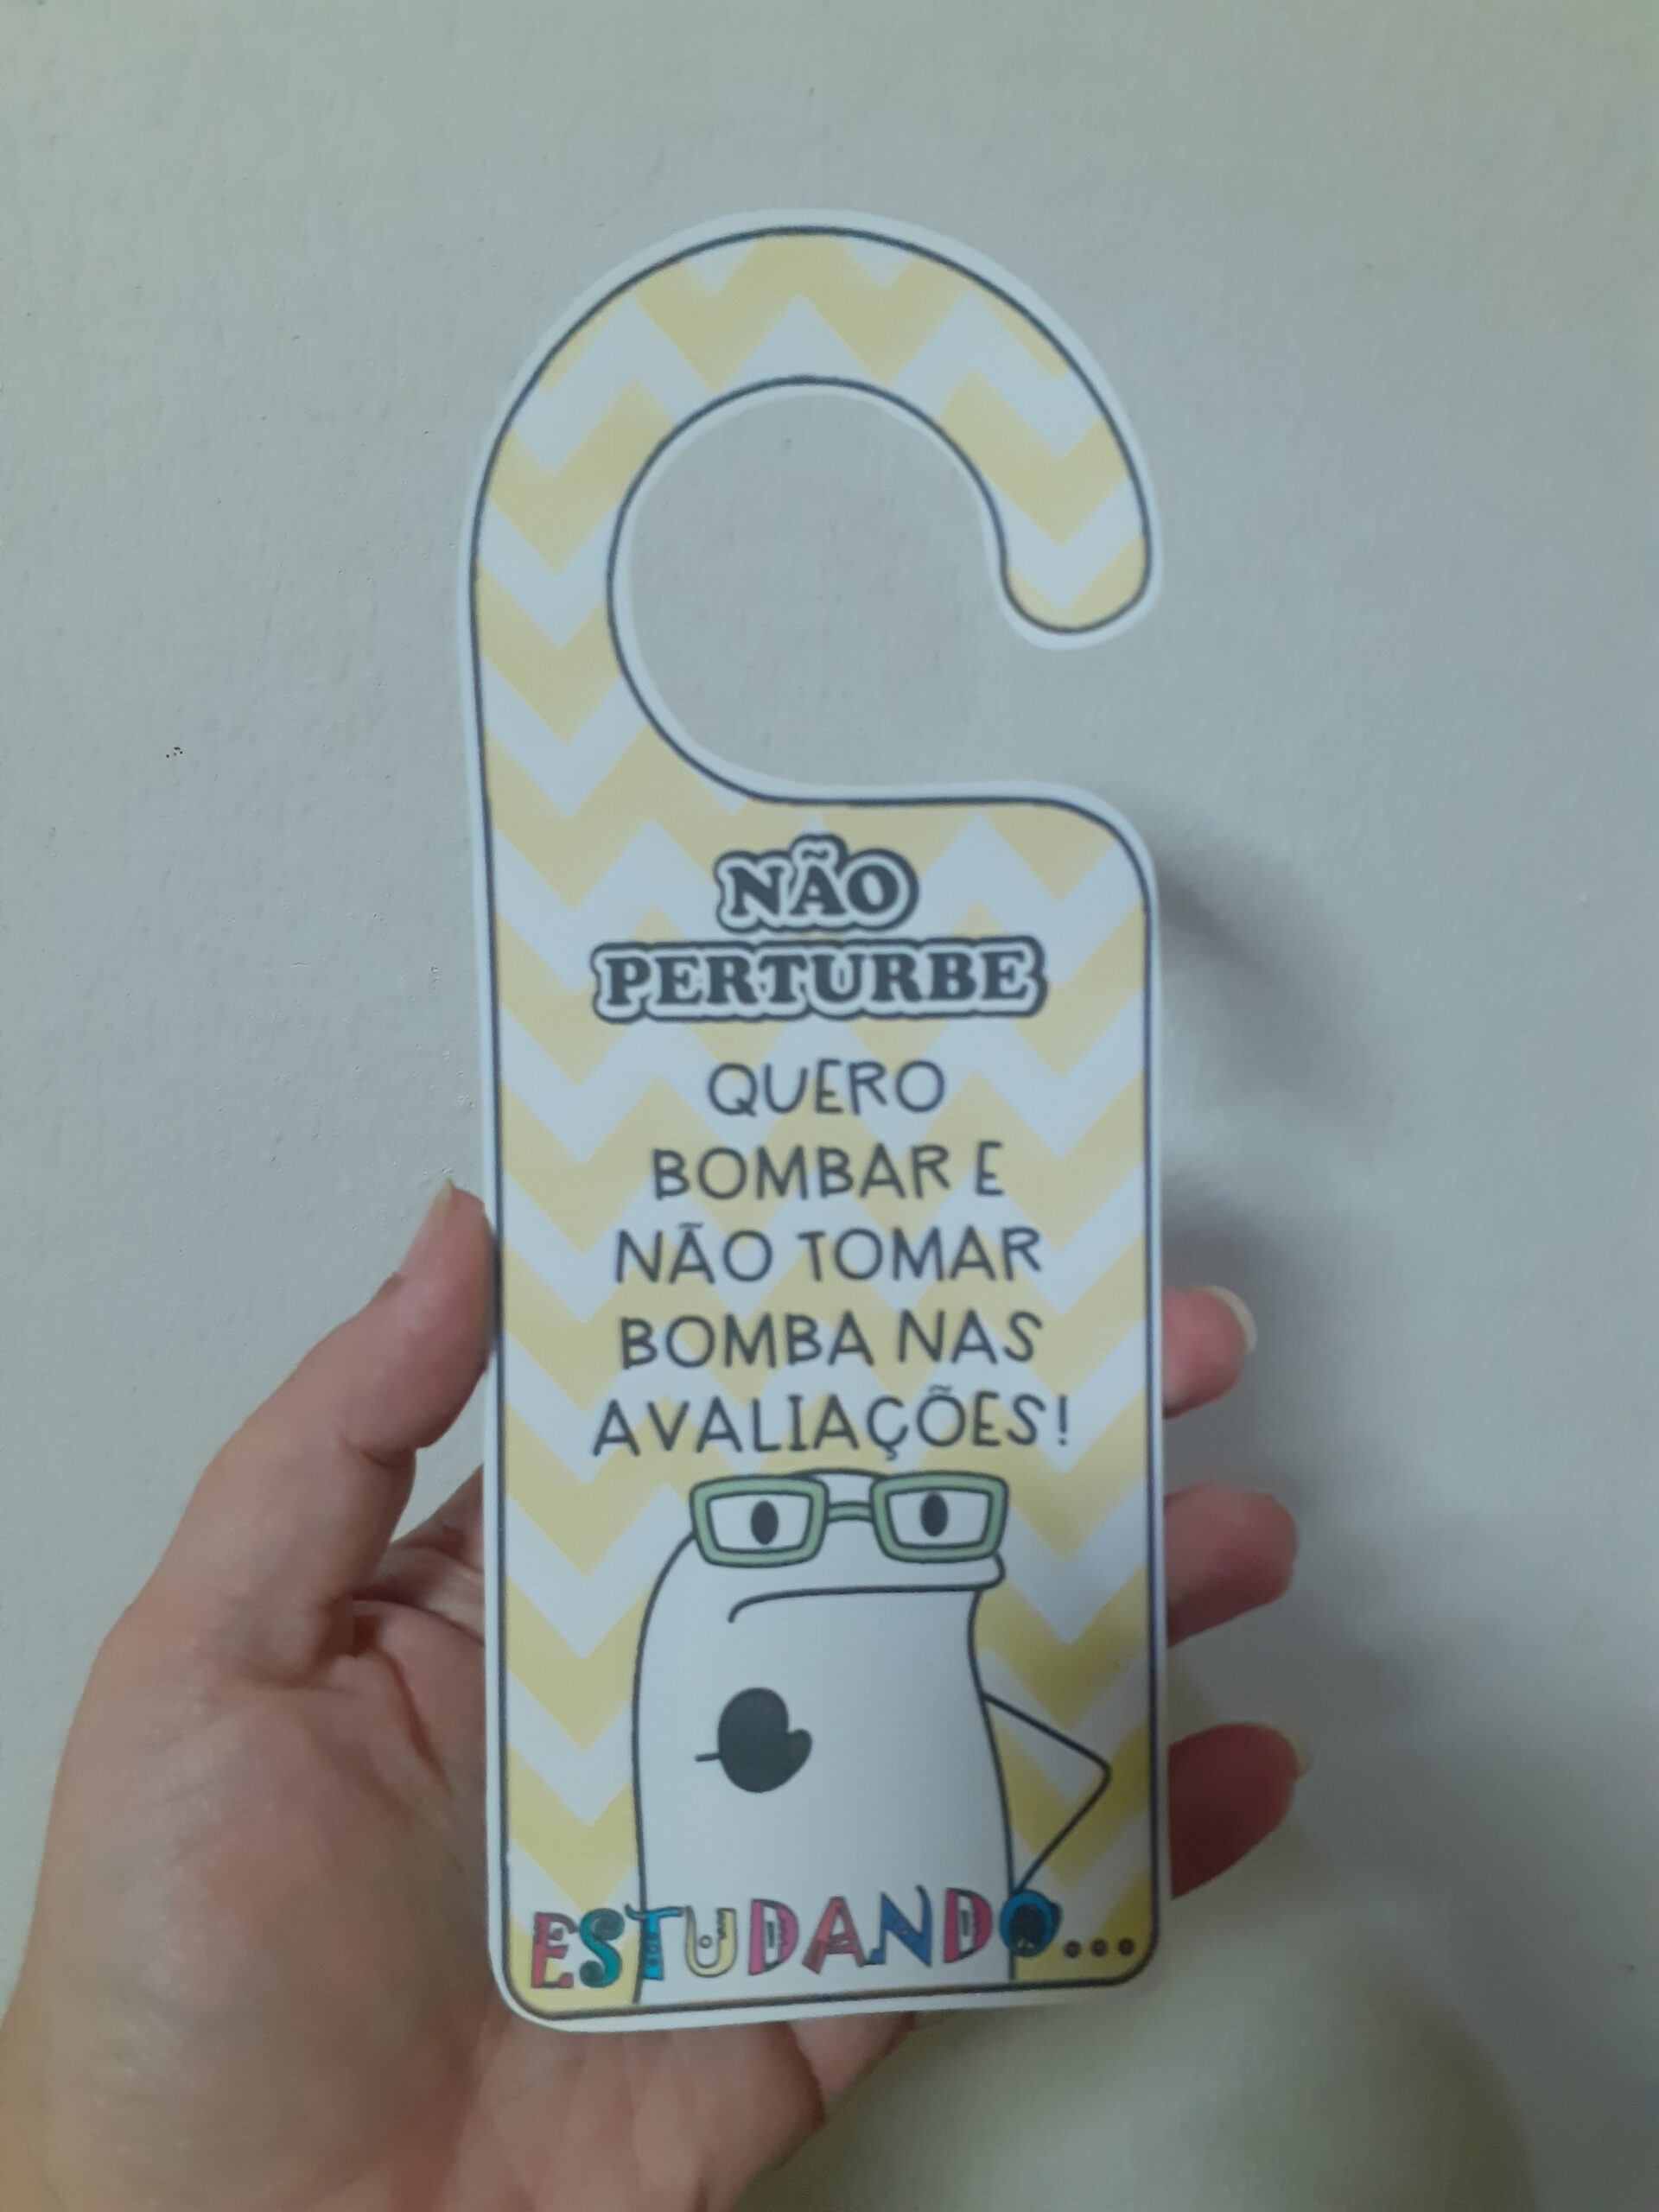 NÃO
PERTURBE
QUERO
BOMBAR E
NÃO TOMAR
BOMBA NAS
AVALIAÇÕES!
ESTUDANDO...